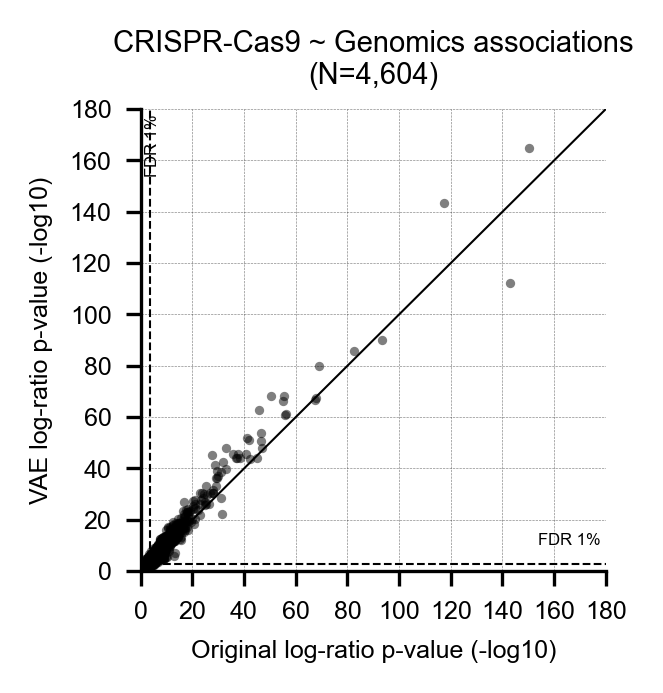 CRISPR-Cas9 ~ Genomics associations
(N=4,604)
FDR 1%
180
160
140
120
100
80
60
40
20
0
VAE log-ratio p-value (-log10)
FDR 1%
0 20 40 60 80 100 120 140 160 180
Original log-ratio p-value (-log10)